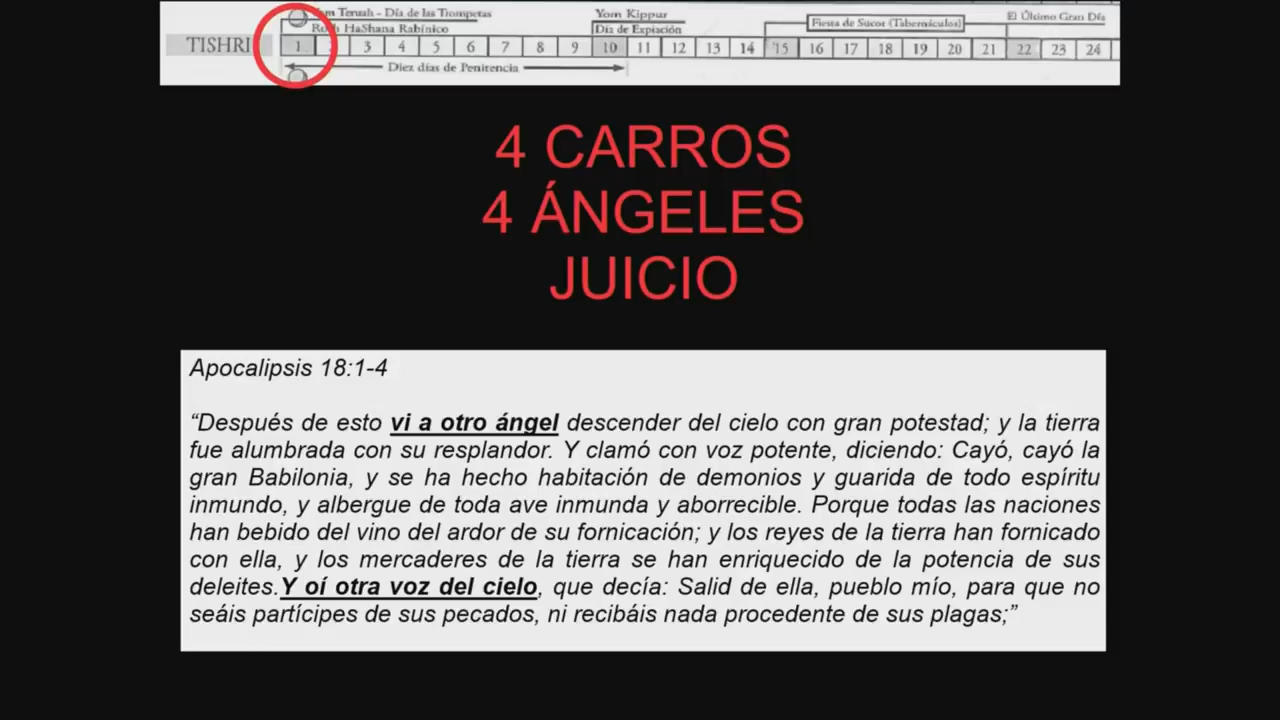 Yom Teruah - Día de las Trompetas
Rosh HaShana Rabínico
Yom Kippur
Día de Expiación
Fiesta de Sucot (Tabernáculos)
El Último Gran Día
TISHRI 1 2 3 4 5 6 7 8 9 10 11 12 13 14 15 16 17 18 19 20 21 22 23 24
Diez días de Penitencia
4 CARROS
4 ÁNGELES
JUICIO
Apocalipsis 18:1-4
“Después de esto vi a otro ángel descender del cielo con gran potestad; y la tierra
fue alumbrada con su resplandor. Y clamó con voz potente, diciendo: Cayó, cayó la
gran Babilonia, y se ha hecho habitación de demonios y guarida de todo espíritu
inmundo, y albergue de toda ave inmunda y aborrecible. Porque todas las naciones
han bebido del vino del ardor de su fornicación; y los reyes de la tierra han fornicado
con ella, y los mercaderes de la tierra se han enriquecido de la potencia de sus
deleites.Y oí otra voz del cielo, que decía: Salid de ella, pueblo mío, para que no
seáis partícipes de sus pecados, ni recibáis nada procedente de sus plagas;”